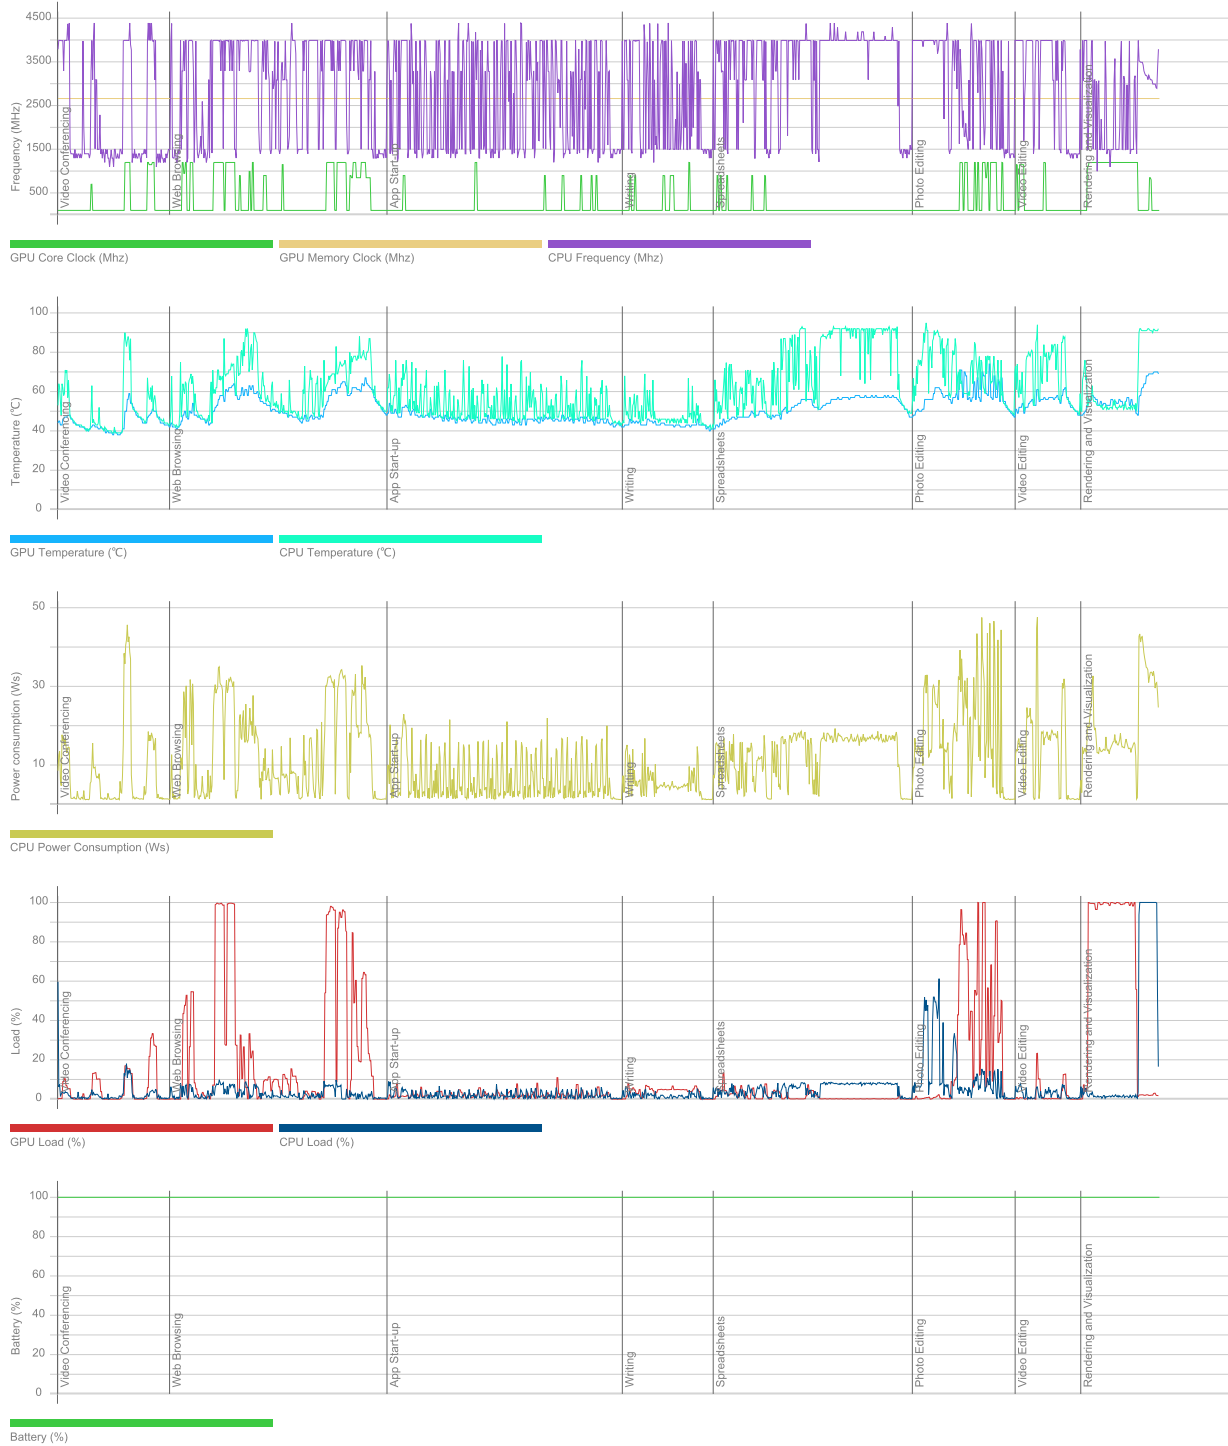 4500
3500
2500
1500
500
Frequency (MHz)
Video Conferencing
Web Browsing
App Start-up
Writing
Spreadsheets
Photo Editing
Video Editing
Rendering and Visualization
GPU Core Clock (Mhz)
GPU Memory Clock (Mhz)
CPU Frequency (Mhz)
100
80
60
40
20
0
Temperature (℃)
Video Conferencing
Web Browsing
App Start-up
Writing
Spreadsheets
Photo Editing
Video Editing
Rendering and Visualization
GPU Temperature (℃)
CPU Temperature (℃)
50
30
10
Power consumption (Ws)
Video Conferencing
Web Browsing
App Start-up
Writing
Spreadsheets
Photo Editing
Video Editing
Rendering and Visualization
CPU Power Consumption (Ws)
100
80
60
40
20
0
Load (%)
Video Conferencing
Web Browsing
App Start-up
Writing
Spreadsheets
Photo Editing
Video Editing
Rendering and Visualization
GPU Load (%)
CPU Load (%)
100
80
60
40
20
0
Battery (%)
Video Conferencing
Web Browsing
App Start-up
Writing
Spreadsheets
Photo Editing
Video Editing
Rendering and Visualization
Battery (%)